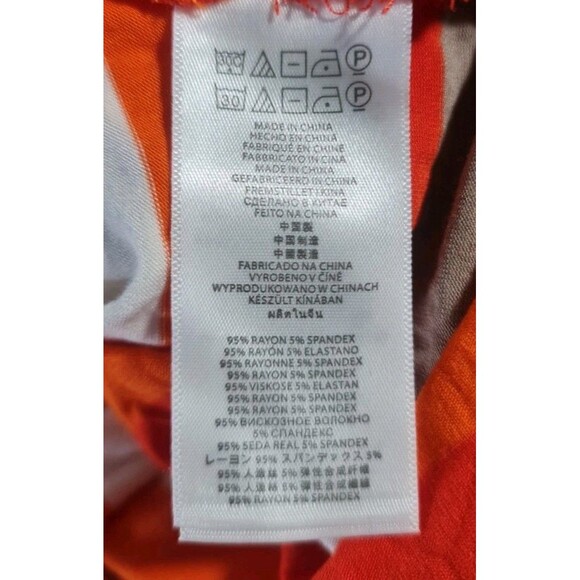 30C
30
MADE IN CHINA
HECHO EN CHINA
FABRIQUÉ EN CHINE
FABBRICATO IN CINA
MADE IN CHINA
GEFABRICEERD IN CHINA
FREMSTILLET I KINA
СДЕЛАНО В КИТАЕ
FEITO NA CHINA
中国製
中国制造
中國製造
FABRICADO NA CHINA
VYROBENO V ČÍNĚ
WYPRODUKOWANO W CHINACH
KÉSZÜLT KÍNÁBAN
ผลิตในจีน
95% RAYON 5% SPANDEX
95% RAYÓN 5% ELASTANO
95% RAYONNE 5% SPANDEX
95% RAYON 5% SPANDEX
95% VISKOSE 5% ELASTAN
95% RAYON 5% SPANDEX
95% RAYON 5% SPANDEX
95% ВИСКОЗНОЕ ВОЛОКНО
5% СПАНДЕКС
95% SEDA REAL 5% SPANDEX
レーヨン 95% スパンデックス 5%
95% 人造丝 5% 弹性合成纤维
95% 人造絲 5% 彈性合成纖維
95% RAYON 5% SPANDEX